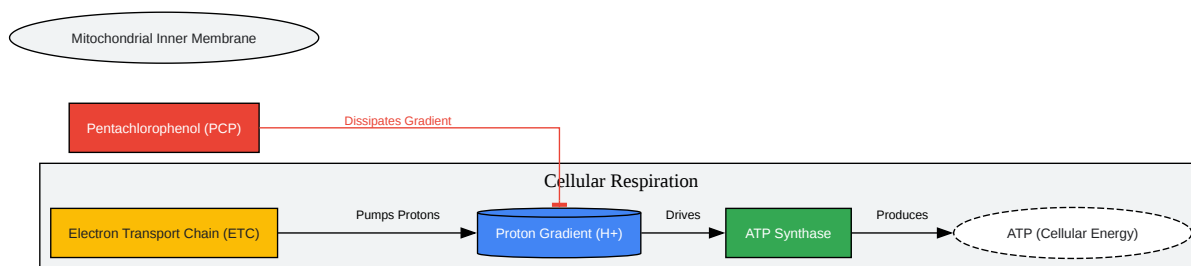 Mitochondrial Inner Membrane
Pentachlorophenol (PCP)
Dissipates Gradient
Cellular Respiration
Electron Transport Chain (ETC)
Pumps Protons
Proton Gradient (H+)
Drives
ATP Synthase
Produces
ATP (Cellular Energy)